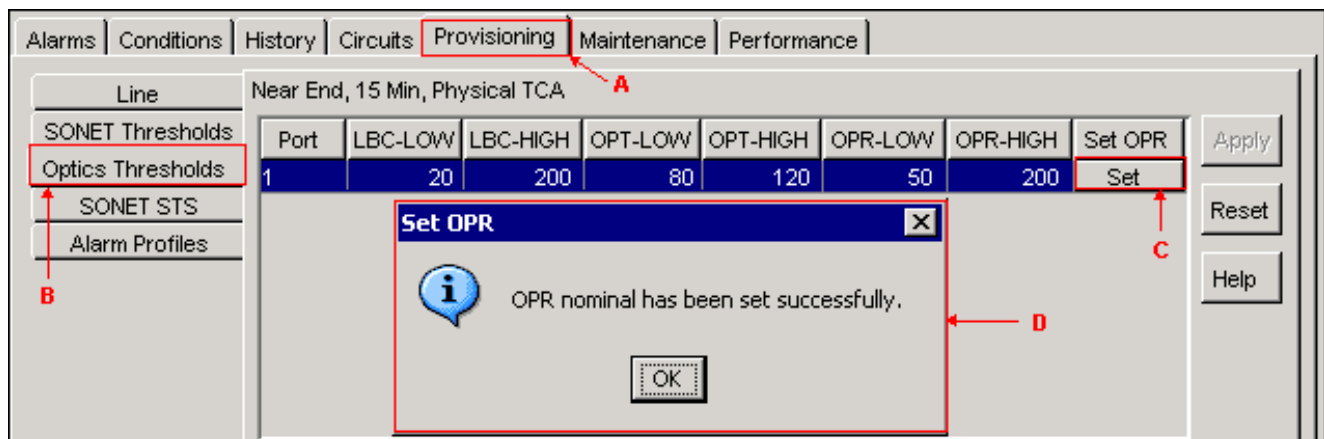 Alarms Conditions History Circuits Provisioning Maintenance Performance
A
Line
SONET Thresholds
Optics Thresholds
SONET STS
Alarm Profiles
B
Near End, 15 Min, Physical TCA
Port LBC-LOW LBC-HIGH OPT-LOW OPT-HIGH OPR-LOW OPR-HIGH Set OPR
1 20 200 80 120 50 200 Set
C
Set OPR
OPR nominal has been set successfully.
OK
D
Apply
Reset
Help